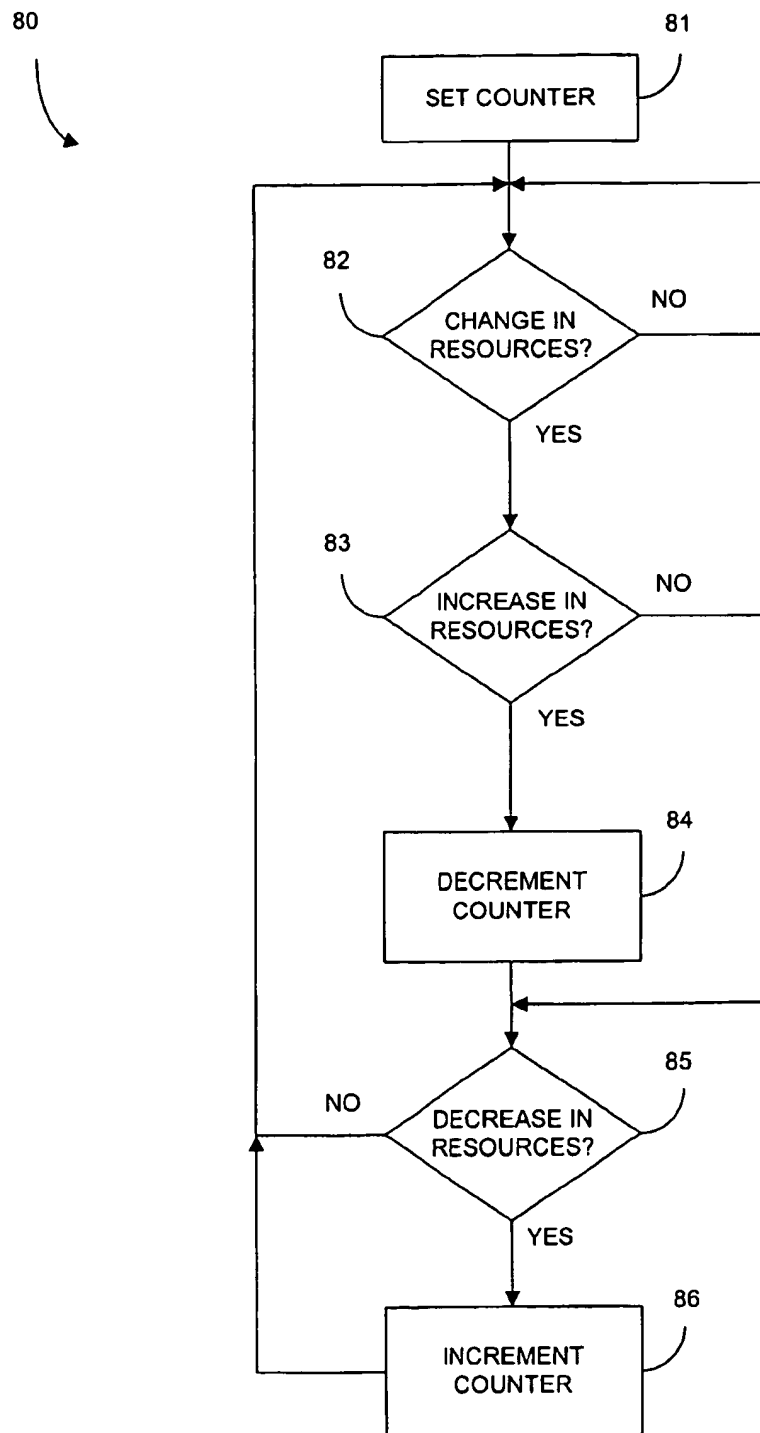 80
81
SET COUNTER
82
CHANGE IN
RESOURCES?
NO
YES
83
INCREASE IN
RESOURCES?
NO
YES
84
DECREMENT
COUNTER
85
NO
DECREASE IN
RESOURCES?
YES
86
INCREMENT
COUNTER